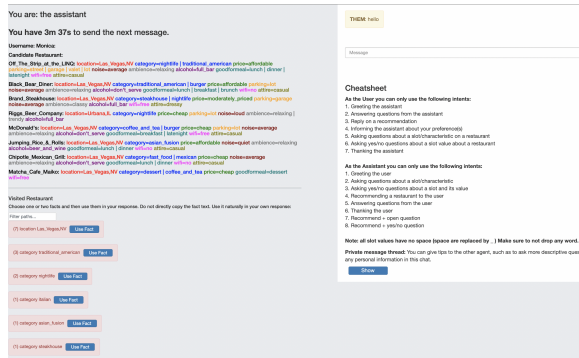 You are: the assistant
You have 3m 37s to send the next message.
Username: Monica:
Candidate Restaurant:
Off_The_Strip_at_the_LINQ: location=Las_Vegas,NV category=nightlife | traditional_american price=affordable
parking=street | garage | valet | lot noise=average ambience=relaxing alcohol=full_bar goodformeal=lunch | dinner |
latenight wifi=free attire=casual
Black_Bear_Diner: location=Las_Vegas,NV category=traditional_american | burger price=affordable parking=lot
noise=average ambience=relaxing alcohol=don't_serve goodformeal=lunch | breakfast | brunch wifi=no attire=casual
Brand_Steakhouse: location=Las_Vegas,NV category=steakhouse | nightlife price=moderately_priced parking=garage
noise=average ambience=classy alcohol=full_bar wifi=free attire=dressy
Riggs_Beer_Company: location=Urbana,IL category=nightlife price=cheap parking=lot noise=loud ambience=relaxing |
trendy alcohol=full_bar
McDonald's: location=Las_Vegas,NV category=coffee_and_tea | burger price=cheap parking=lot noise=average
ambience=relaxing alcohol=don't_serve goodformeal=breakfast | latenight wifi=free attire=casual
Jumping_Rice_&_Rolls: location=Las_Vegas,NV category=asian_fusion price=affordable noise=quiet ambience=relaxing
alcohol=beer_and_wine goodformeal=lunch | dinner wifi=no attire=casual
Chipotle_Mexican_Grill: location=Las_Vegas,NV category=fast_food | mexican price=cheap noise=average
ambience=relaxing alcohol=don't_serve goodformeal=lunch | dinner wifi=no attire=casual
Matcha_Cafe_Maiko: location=Las_Vegas,NV category=dessert | coffee_and_tea price=cheap goodformeal=dessert
wifi=free
Visited Restaurant
Choose one or two facts and then use them in your response. Do not directly copy the fact text. Use it naturally in your own response:
Filter paths...
(7) location Las_Vegas,NV Use Fact
(3) category traditional_american Use Fact
(2) category nightlife Use Fact
(1) category italian Use Fact
(1) category asian_fusion Use Fact
(1) category steakhouse Use Fact
THEM: hello
Message
Cheatsheet
As the User you can only use the following intents:
1. Greeting the assistant
2. Answering questions from the assistant
3. Reply on a recommendation
4. Informing the assistant about your preference(s)
5. Asking questions about a slot/characteristic on a restaurant
6. Asking yes/no questions about a slot value about a restaurant
7. Thanking the assistant
As the Assistant you can only use the following intents:
1. Greeting the user
2. Asking questions about a slot/characteristic
3. Asking yes/no questions about a slot and its value
4. Recommending a restaurant to the user
5. Answering questions from the user
6. Thanking the user
7. Recommend + open question
8. Recommend + yes/no question
Note: all slot values have no space (space are replaced by _) Make sure to not drop any word.
Private message thread: You can give tips to the other agent, such as to ask more descriptive ques
any personal information in this chat.
Show